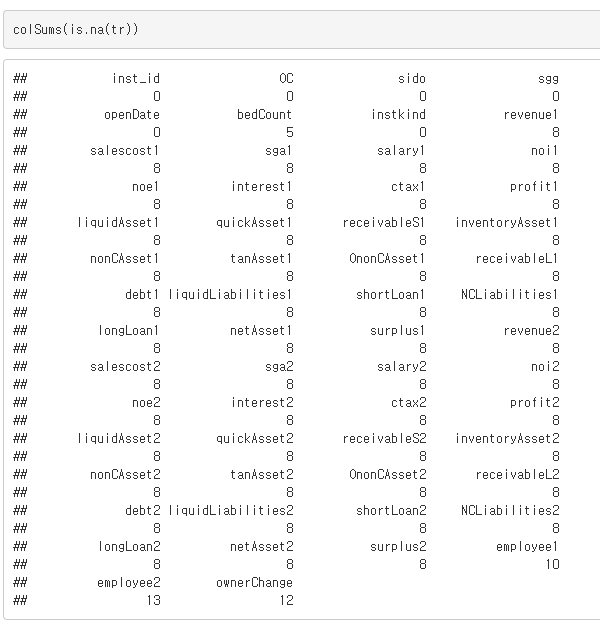 colSums(is.na(tr))
## inst_id OC sido sgg
## 0 0 0 0
## openDate bedCount instkind revenue1
## 0 5 0 8
## salescost1 sga1 salary1 noi1
## 8 8 8 8
## noe1 interest1 ctax1 profit1
## 8 8 8 8
## liquidAsset1 quickAsset1 receivableS1 inventoryAsset1
## 8 8 8 8
## nonCAsset1 tanAsset1 OnonCAsset1 receivableL1
## 8 8 8 8
## debt1 liquidLiabilities1 shortLoan1 NCLiabilities1
## 8 8 8 8
## longLoan1 netAsset1 surplus1 revenue2
## 8 8 8 8
## salescost2 sga2 salary2 noi2
## 8 8 8 8
## noe2 interest2 ctax2 profit2
## 8 8 8 8
## liquidAsset2 quickAsset2 receivableS2 inventoryAsset2
## 8 8 8 8
## nonCAsset2 tanAsset2 OnonCAsset2 receivableL2
## 8 8 8 8
## debt2 liquidLiabilities2 shortLoan2 NCLiabilities2
## 8 8 8 8
## longLoan2 netAsset2 surplus2 employee1
## 8 8 8 10
## employee2 ownerChange
## 13 12